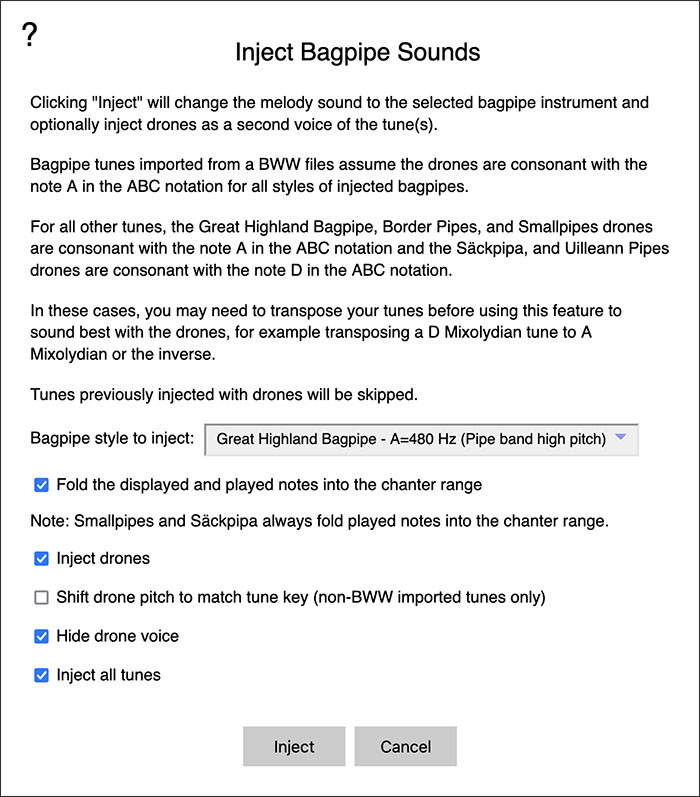 ?
Inject Bagpipe Sounds
Clicking "Inject" will change the melody sound to the selected bagpipe instrument and
optionally inject drones as a second voice of the tune(s).
Bagpipe tunes imported from a BWW files assume the drones are consonant with the
note A in the ABC notation for all styles of injected bagpipes.
For all other tunes, the Great Highland Bagpipe, Border Pipes, and Smallpipes drones
are consonant with the note A in the ABC notation and the Säckpipa, and Uilleann Pipes
drones are consonant with the note D in the ABC notation.
In these cases, you may need to transpose your tunes before using this feature to
sound best with the drones, for example transposing a D Mixolydian tune to A
Mixolydian or the inverse.
Tunes previously injected with drones will be skipped.
Bagpipe style to inject: Great Highland Bagpipe - A=480 Hz (Pipe band high pitch)
Fold the displayed and played notes into the chanter range
Note: Smallpipes and Säckpipa always fold played notes into the chanter range.
Inject drones
Shift drone pitch to match tune key (non-BWW imported tunes only)
Hide drone voice
Inject all tunes
Inject Cancel